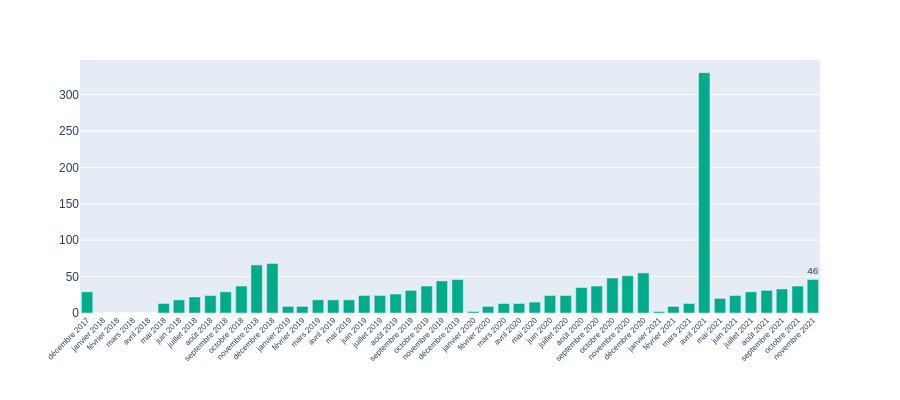 300
250
200
150
100
50
0
46
décembre 2017
janvier 2018
février 2018
mars 2018
avril 2018
mai 2018
juin 2018
juillet 2018
août 2018
septembre 2018
octobre 2018
novembre 2018
décembre 2018
janvier 2019
février 2019
mars 2019
avril 2019
mai 2019
juin 2019
juillet 2019
août 2019
septembre 2019
octobre 2019
novembre 2019
décembre 2019
janvier 2020
février 2020
mars 2020
avril 2020
mai 2020
juin 2020
juillet 2020
août 2020
septembre 2020
octobre 2020
novembre 2020
décembre 2020
janvier 2021
février 2021
mars 2021
avril 2021
mai 2021
juin 2021
juillet 2021
août 2021
septembre 2021
octobre 2021
novembre 2021